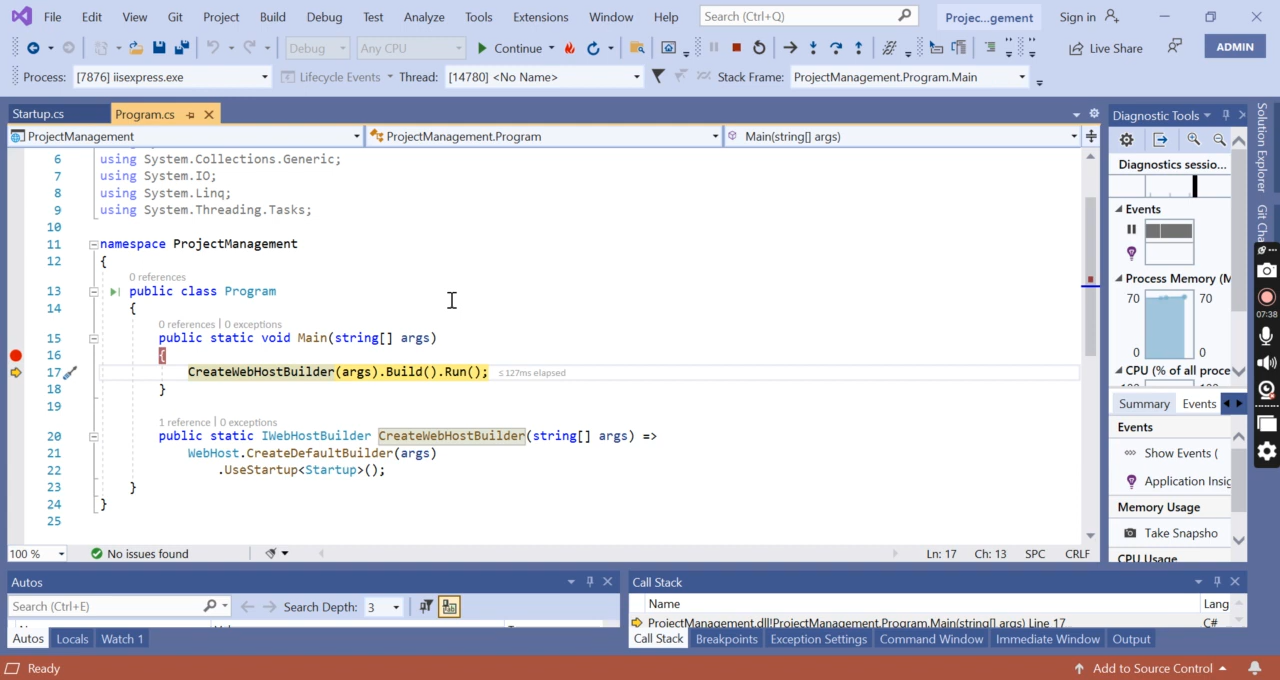 File Edit View Git Project Build Debug Test Analyze Tools Extensions Window Help Search (Ctrl+Q) Projec...gement Sign in
Debug Any CPU Continue Live Share ADMIN
Process: [7876] iisexpress.exe Lifecycle Events Thread: [14780] <No Name> Stack Frame: ProjectManagement.Program.Main
Startup.cs Program.cs
ProjectManagement ProjectManagement.Program Main(string[] args)
6 using System.Collections.Generic;
7 using System.IO;
8 using System.Linq;
9 using System.Threading.Tasks;
10
11 namespace ProjectManagement
12 {
0 references
13 public class Program
14 {
0 references | 0 exceptions
15 public static void Main(string[] args)
16 {
17 CreateWebHostBuilder(args).Build().Run(); ≤127ms elapsed
18 }
19
1 reference | 0 exceptions
20 public static IWebHostBuilder CreateWebHostBuilder(string[] args) =>
21 WebHost.CreateDefaultBuilder(args)
22 .UseStartup<Startup>();
23 }
24 }
25
100 % No issues found Ln: 17 Ch: 13 SPC CRLF
Diagnostic Tools
Diagnostics sessio...
Events
Process Memory (M
70 70
0 0
CPU (% of all proce
Summary Events
Events
Show Events (
Application Insig
Memory Usage
Take Snapsho
CPU Usage
Solution Explorer
Git Cha
07:38
Autos
Search (Ctrl+E) Search Depth: 3
Autos Locals Watch 1
Call Stack
Name Lang
ProjectManagement.dll!ProjectManagement.Program.Main(string[] args) Line 17 C#
Call Stack Breakpoints Exception Settings Command Window Immediate Window Output
Ready Add to Source Control